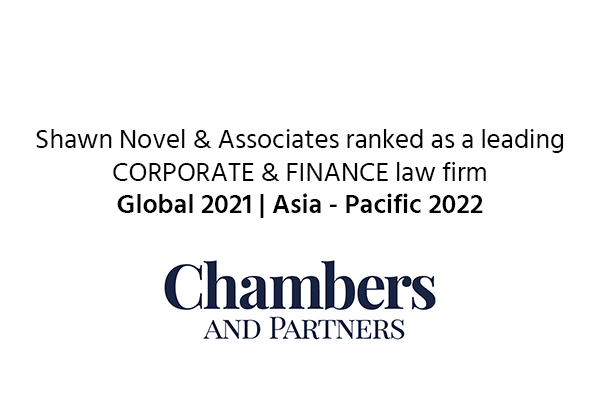 Shawn Novel & Associates ranked as a leading
CORPORATE & FINANCE law firm
Global 2021 | Asia - Pacific 2022
Chambers
AND PARTNERS